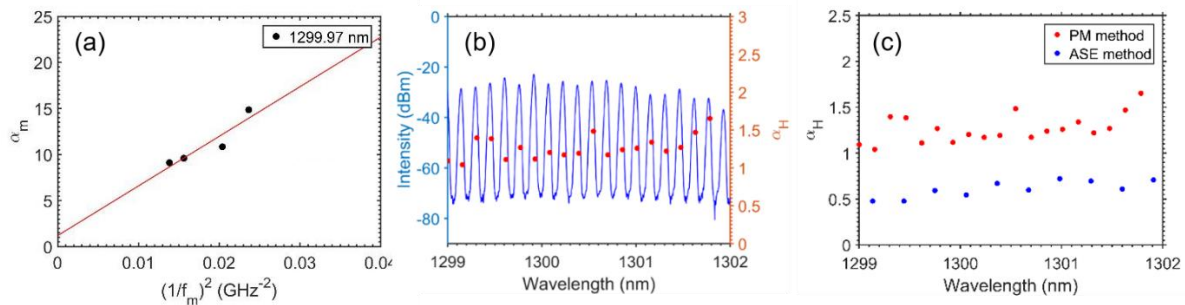 (a)
1299.97 nm
25
20
15
10
5
0
α_m
0 0.01 0.02 0.03 0.04
(1/f_m)² (GHz⁻²)
(b)
0
-20
-40
-60
-80
Intensity (dBm)
3
2.5
2
1.5
1
0.5
0
α_H
1299 1300 1301 1302
Wavelength (nm)
(c)
PM method
ASE method
2.5
2
1.5
1
0.5
0
α_H
1299 1300 1301 1302
Wavelength (nm)